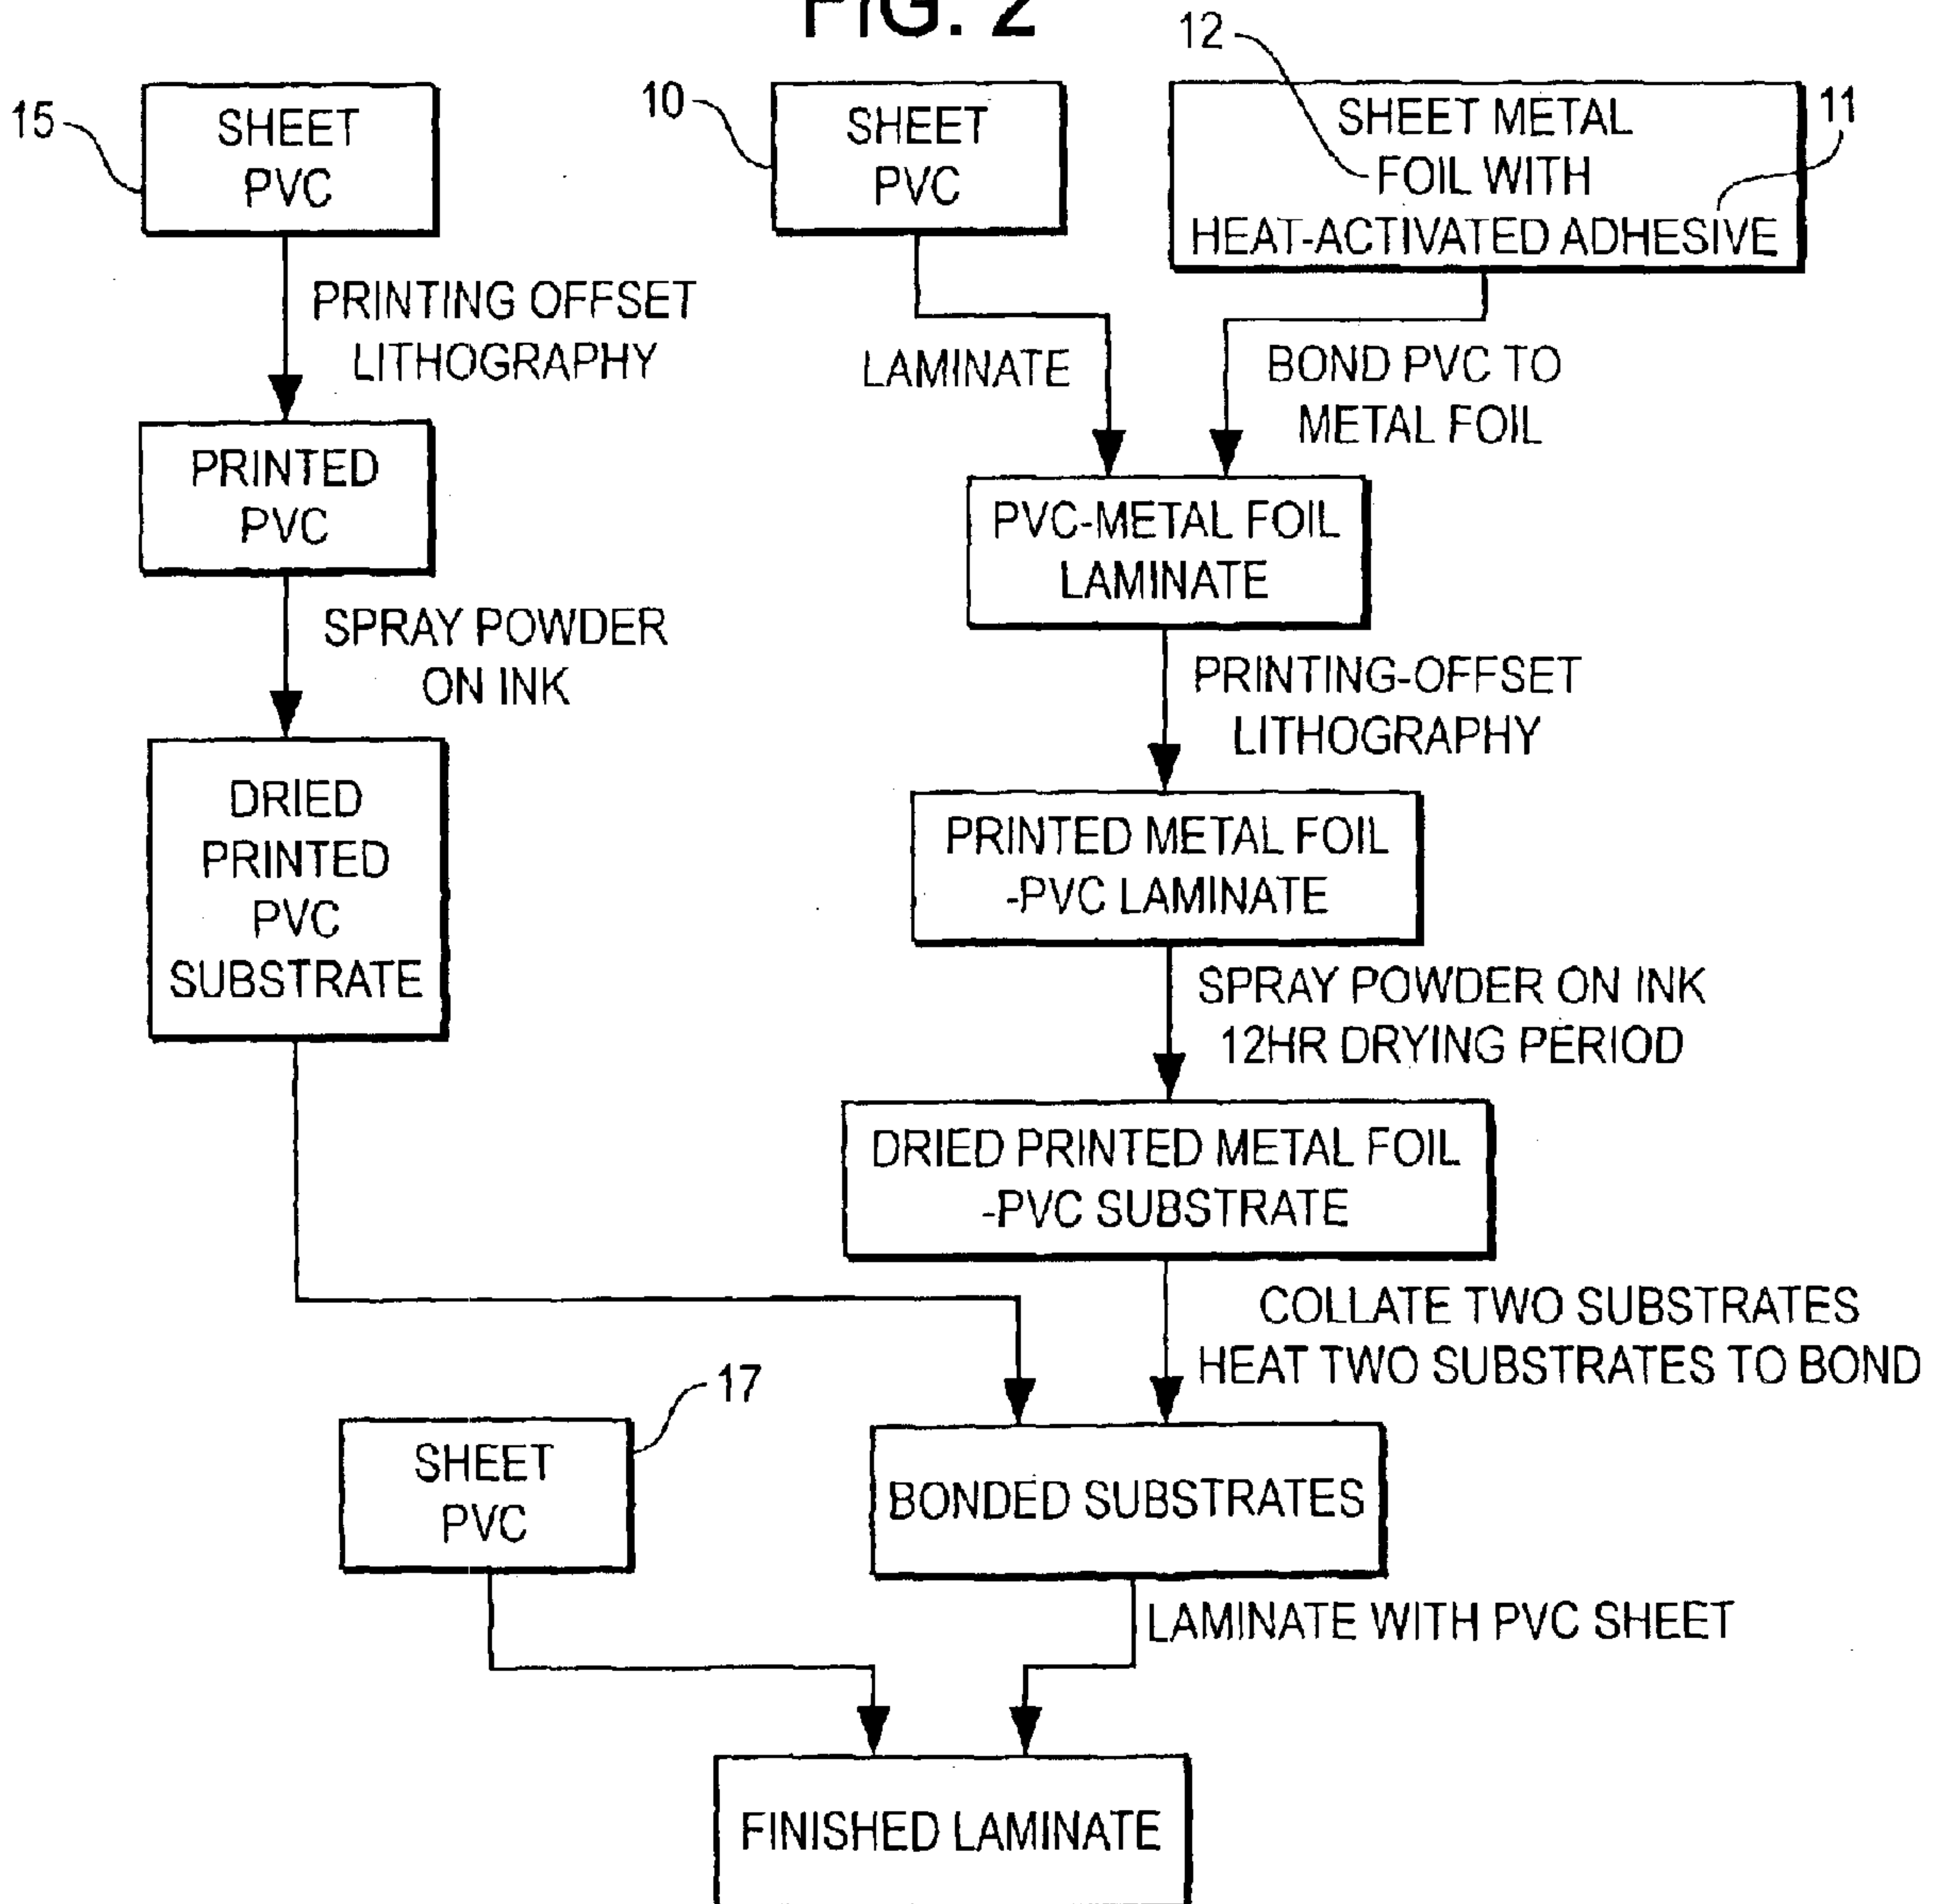 FIG. 2
12
15
SHEET
PVC
10
SHEET
PVC
SHEET METAL
FOIL WITH
HEAT-ACTIVATED ADHESIVE
11
PRINTING OFFSET
LITHOGRAPHY
LAMINATE
BOND PVC TO
METAL FOIL
PRINTED
PVC
PVC-METAL FOIL
LAMINATE
SPRAY POWDER
ON INK
PRINTING-OFFSET
LITHOGRAPHY
DRIED
PRINTED
PVC
SUBSTRATE
PRINTED METAL FOIL
-PVC LAMINATE
SPRAY POWDER ON INK
12HR DRYING PERIOD
DRIED PRINTED METAL FOIL
-PVC SUBSTRATE
COLLATE TWO SUBSTRATES
HEAT TWO SUBSTRATES TO BOND
17
SHEET
PVC
BONDED SUBSTRATES
LAMINATE WITH PVC SHEET
FINISHED LAMINATE